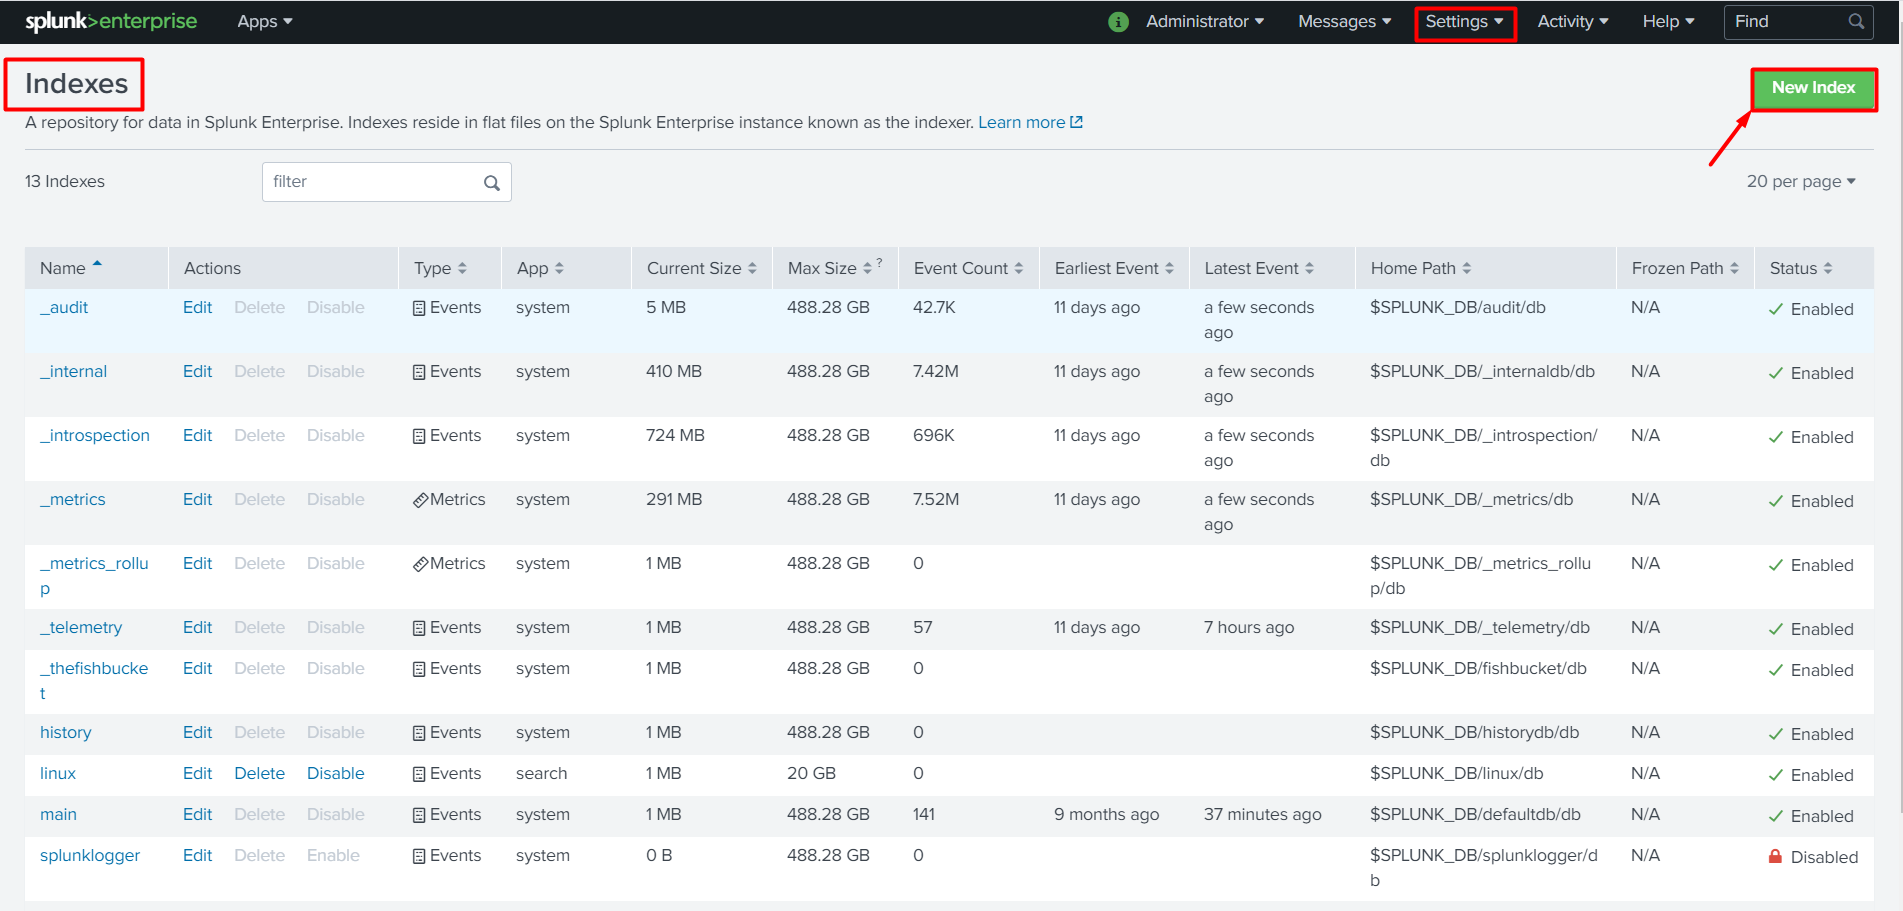 splunk>enterprise Apps Administrator Messages Settings Activity Help Find
Indexes
New Index
A repository for data in Splunk Enterprise. Indexes reside in flat files on the Splunk Enterprise instance known as the indexer. Learn more
13 Indexes filter 20 per page
Name Actions Type App Current Size Max Size ? Event Count Earliest Event Latest Event Home Path Frozen Path Status
_audit Edit Delete Disable Events system 5 MB 488.28 GB 42.7K 11 days ago a few seconds $SPLUNK_DB/audit/db N/A Enabled
ago
_internal Edit Delete Disable Events system 410 MB 488.28 GB 7.42M 11 days ago a few seconds $SPLUNK_DB/_internaldb/db N/A Enabled
ago
_introspection Edit Delete Disable Events system 724 MB 488.28 GB 696K 11 days ago a few seconds $SPLUNK_DB/_introspection/ N/A Enabled
ago db
_metrics Edit Delete Disable Metrics system 291 MB 488.28 GB 7.52M 11 days ago a few seconds $SPLUNK_DB/_metrics/db N/A Enabled
ago
_metrics_rollu Edit Delete Disable Metrics system 1 MB 488.28 GB 0 $SPLUNK_DB/_metrics_rollu N/A Enabled
p p/db
_telemetry Edit Delete Disable Events system 1 MB 488.28 GB 57 11 days ago 7 hours ago $SPLUNK_DB/_telemetry/db N/A Enabled
_thefishbucke Edit Delete Disable Events system 1 MB 488.28 GB 0 $SPLUNK_DB/fishbucket/db N/A Enabled
t
history Edit Delete Disable Events system 1 MB 488.28 GB 0 $SPLUNK_DB/historydb/db N/A Enabled
linux Edit Delete Disable Events search 1 MB 20 GB 0 $SPLUNK_DB/linux/db N/A Enabled
main Edit Delete Disable Events system 1 MB 488.28 GB 141 9 months ago 37 minutes ago $SPLUNK_DB/defaultdb/db N/A Enabled
splunklogger Edit Delete Enable Events system 0 B 488.28 GB 0 $SPLUNK_DB/splunklogger/d N/A Disabled
b